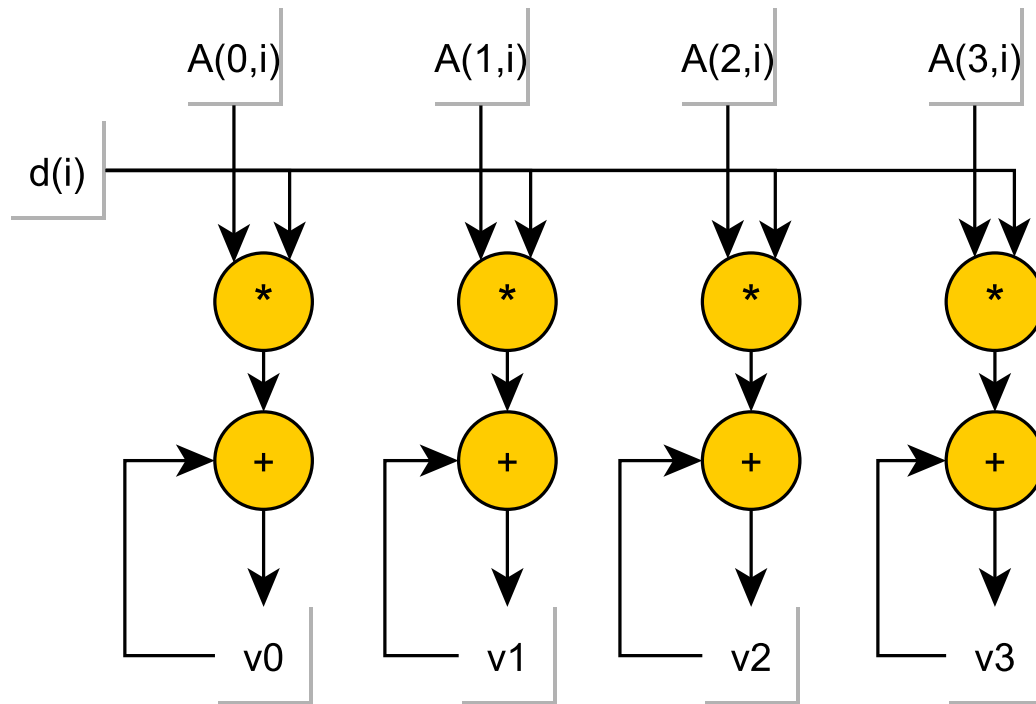 A(0,i) A(1,i) A(2,i) A(3,i)
d(i)
* * * *
+ + + +
v0 v1 v2 v3